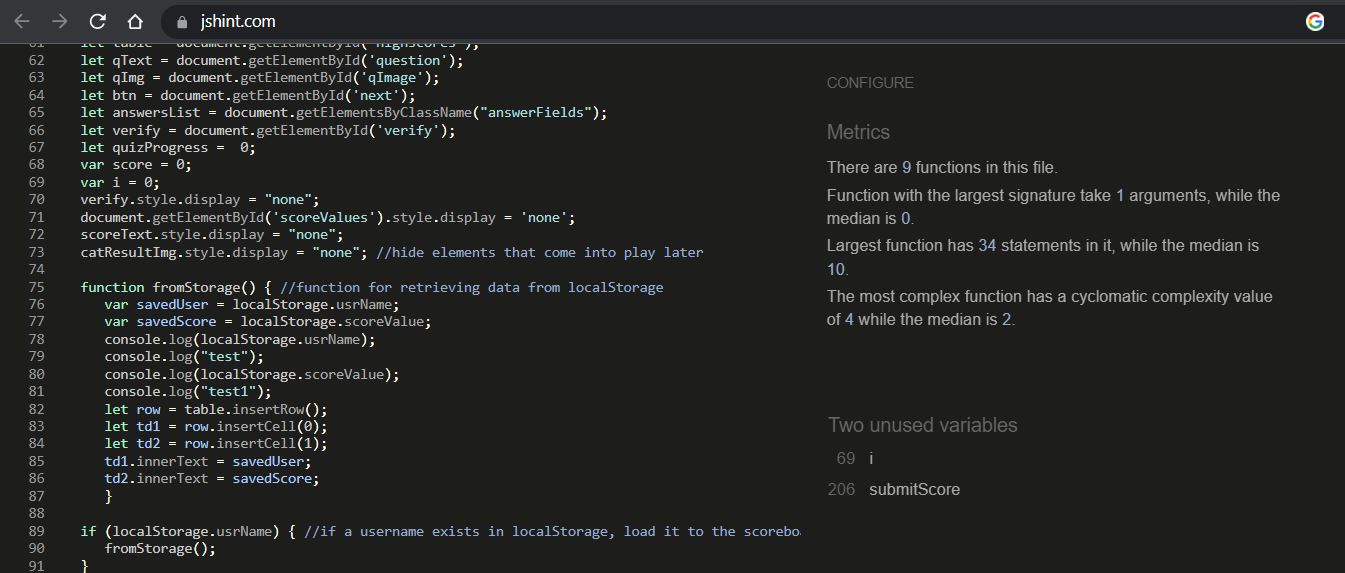 jshint.com
61 let table = document.getElementById('highscores');
62 let qText = document.getElementById('question');
63 let qImg = document.getElementById('qImage');
64 let btn = document.getElementById('next');
65 let answersList = document.getElementsByClassName("answerFields");
66 let verify = document.getElementById('verify');
67 let quizProgress =  0;
68 var score = 0;
69 var i = 0;
70 verify.style.display = "none";
71 document.getElementById('scoreValues').style.display = 'none';
72 scoreText.style.display = "none";
73 catResultImg.style.display = "none"; //hide elements that come into play later
74
75 function fromStorage() { //function for retrieving data from localStorage
76    var savedUser = localStorage.usrName;
77    var savedScore = localStorage.scoreValue;
78    console.log(localStorage.usrName);
79    console.log("test");
80    console.log(localStorage.scoreValue);
81    console.log("test1");
82    let row = table.insertRow();
83    let td1 = row.insertCell(0);
84    let td2 = row.insertCell(1);
85    td1.innerText = savedUser;
86    td2.innerText = savedScore;
87    }
88
89 if (localStorage.usrName) { //if a username exists in localStorage, load it to the scorebo
90    fromStorage();
91 }
CONFIGURE
Metrics
There are 9 functions in this file.
Function with the largest signature take 1 arguments, while the
median is 0.
Largest function has 34 statements in it, while the median is
10.
The most complex function has a cyclomatic complexity value
of 4 while the median is 2.
Two unused variables
69 i
206 submitScore